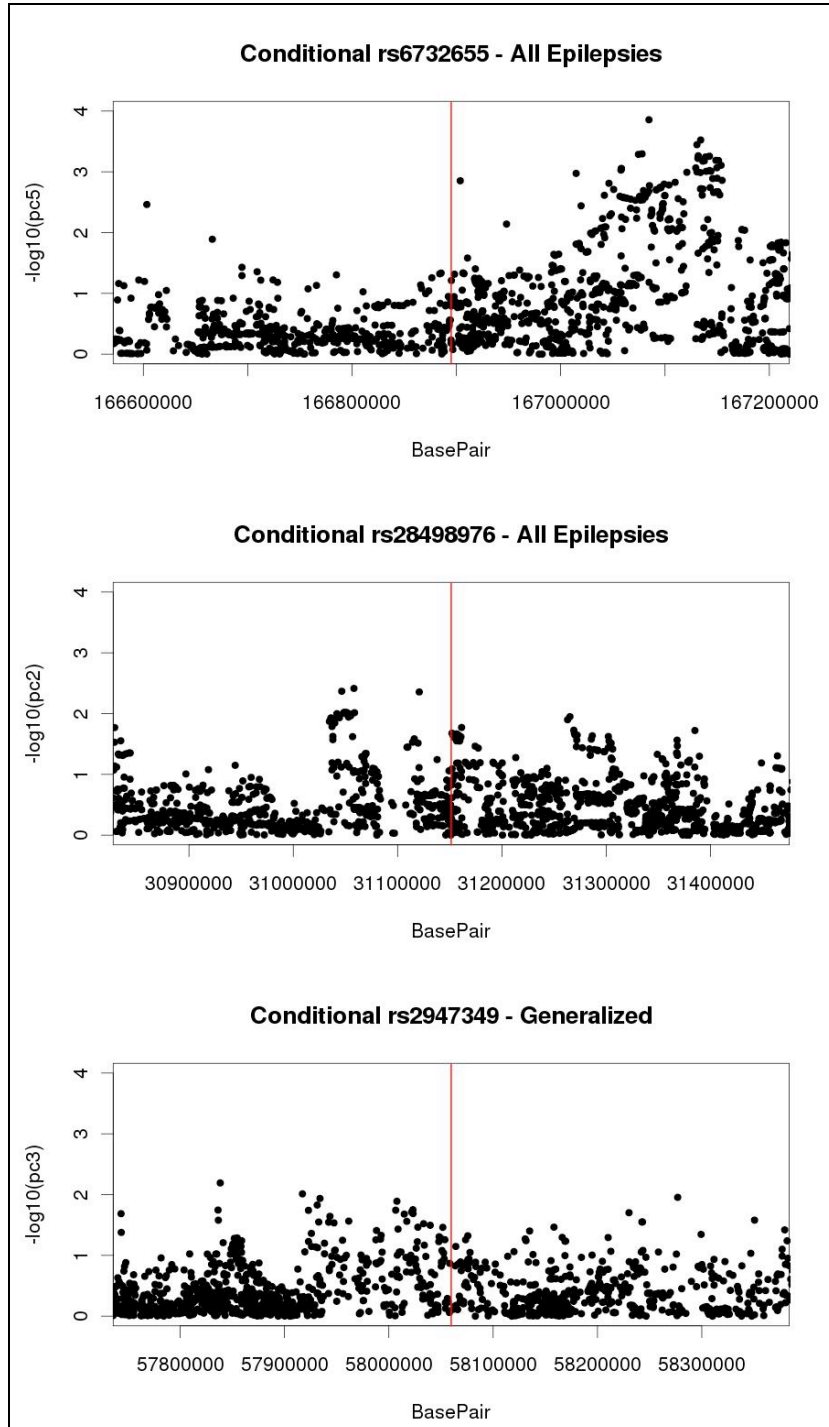 Conditional rs6732655 - All Epilepsies
4
3
2
1
0
-log10(pc5)
166600000 166800000 167000000 167200000
BasePair
Conditional rs28498976 - All Epilepsies
4
3
2
1
0
-log10(pc2)
30900000 31000000 31100000 31200000 31300000 31400000
BasePair
Conditional rs2947349 - Generalized
4
3
2
1
0
-log10(pc3)
57800000 57900000 58000000 58100000 58200000 58300000
BasePair